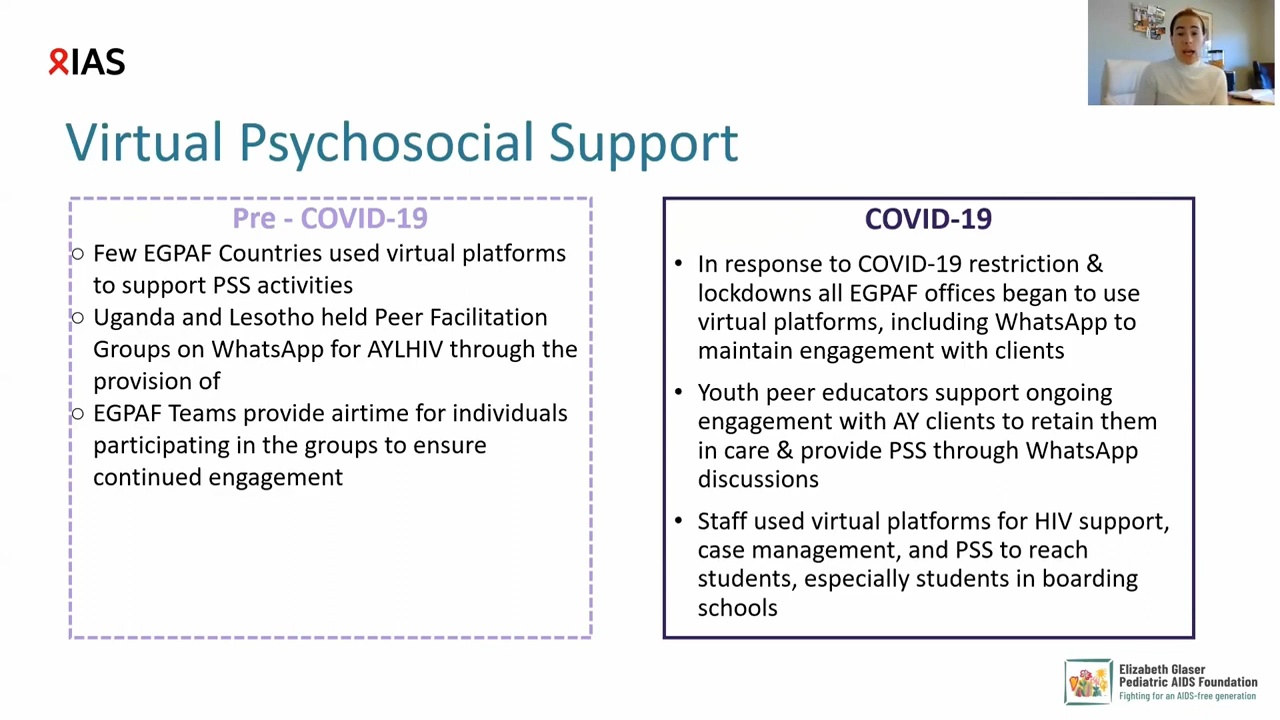 IAS
Virtual Psychosocial Support
Pre - COVID-19
○ Few EGPAF Countries used virtual platforms
to support PSS activities
○ Uganda and Lesotho held Peer Facilitation
Groups on WhatsApp for AYLHIV through the
provision of
○ EGPAF Teams provide airtime for individuals
participating in the groups to ensure
continued engagement
COVID-19
• In response to COVID-19 restriction &
lockdowns all EGPAF offices began to use
virtual platforms, including WhatsApp to
maintain engagement with clients
• Youth peer educators support ongoing
engagement with AY clients to retain them
in care & provide PSS through WhatsApp
discussions
• Staff used virtual platforms for HIV support,
case management, and PSS to reach
students, especially students in boarding
schools
Elizabeth Glaser
Pediatric AIDS Foundation
Fighting for an AIDS-free generation